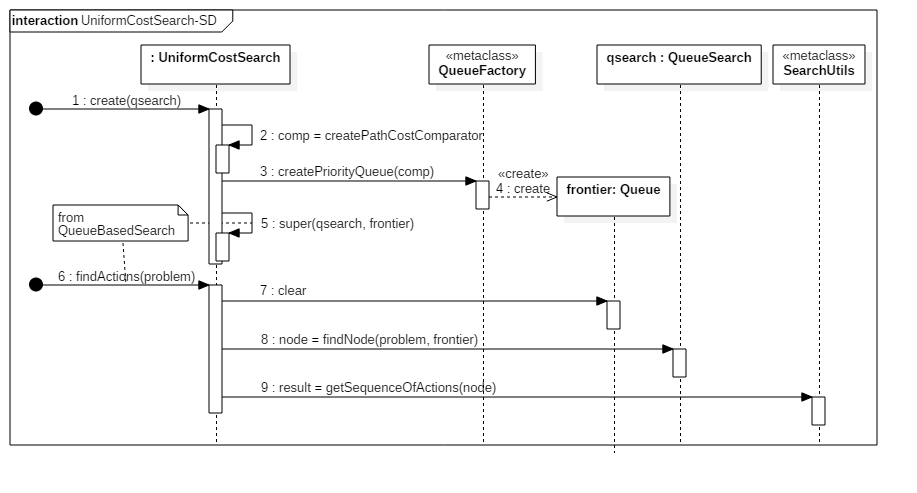 interaction UniformCostSearch-SD
: UniformCostSearch
«metaclass»
QueueFactory
qsearch : QueueSearch
«metaclass»
SearchUtils
1 : create(qsearch)
2 : comp = createPathCostComparator
3 : createPriorityQueue(comp)
«create»
4 : create
frontier: Queue
from
QueueBasedSearch
5 : super(qsearch, frontier)
6 : findActions(problem)
7 : clear
8 : node = findNode(problem, frontier)
9 : result = getSequenceOfActions(node)